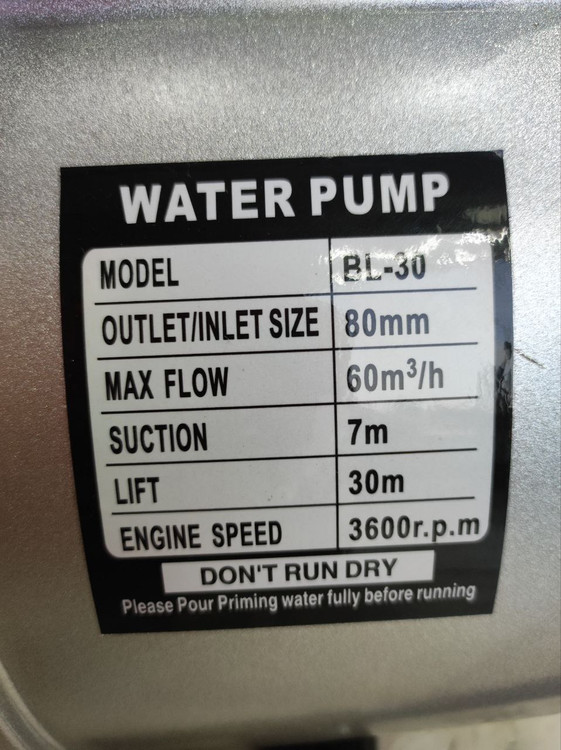 WATER PUMP
MODEL BL-30
OUTLET/INLET SIZE 80mm
MAX FLOW 60m³/h
SUCTION 7m
LIFT 30m
ENGINE SPEED 3600r.p.m
DON'T RUN DRY
Please Pour Priming water fully before running